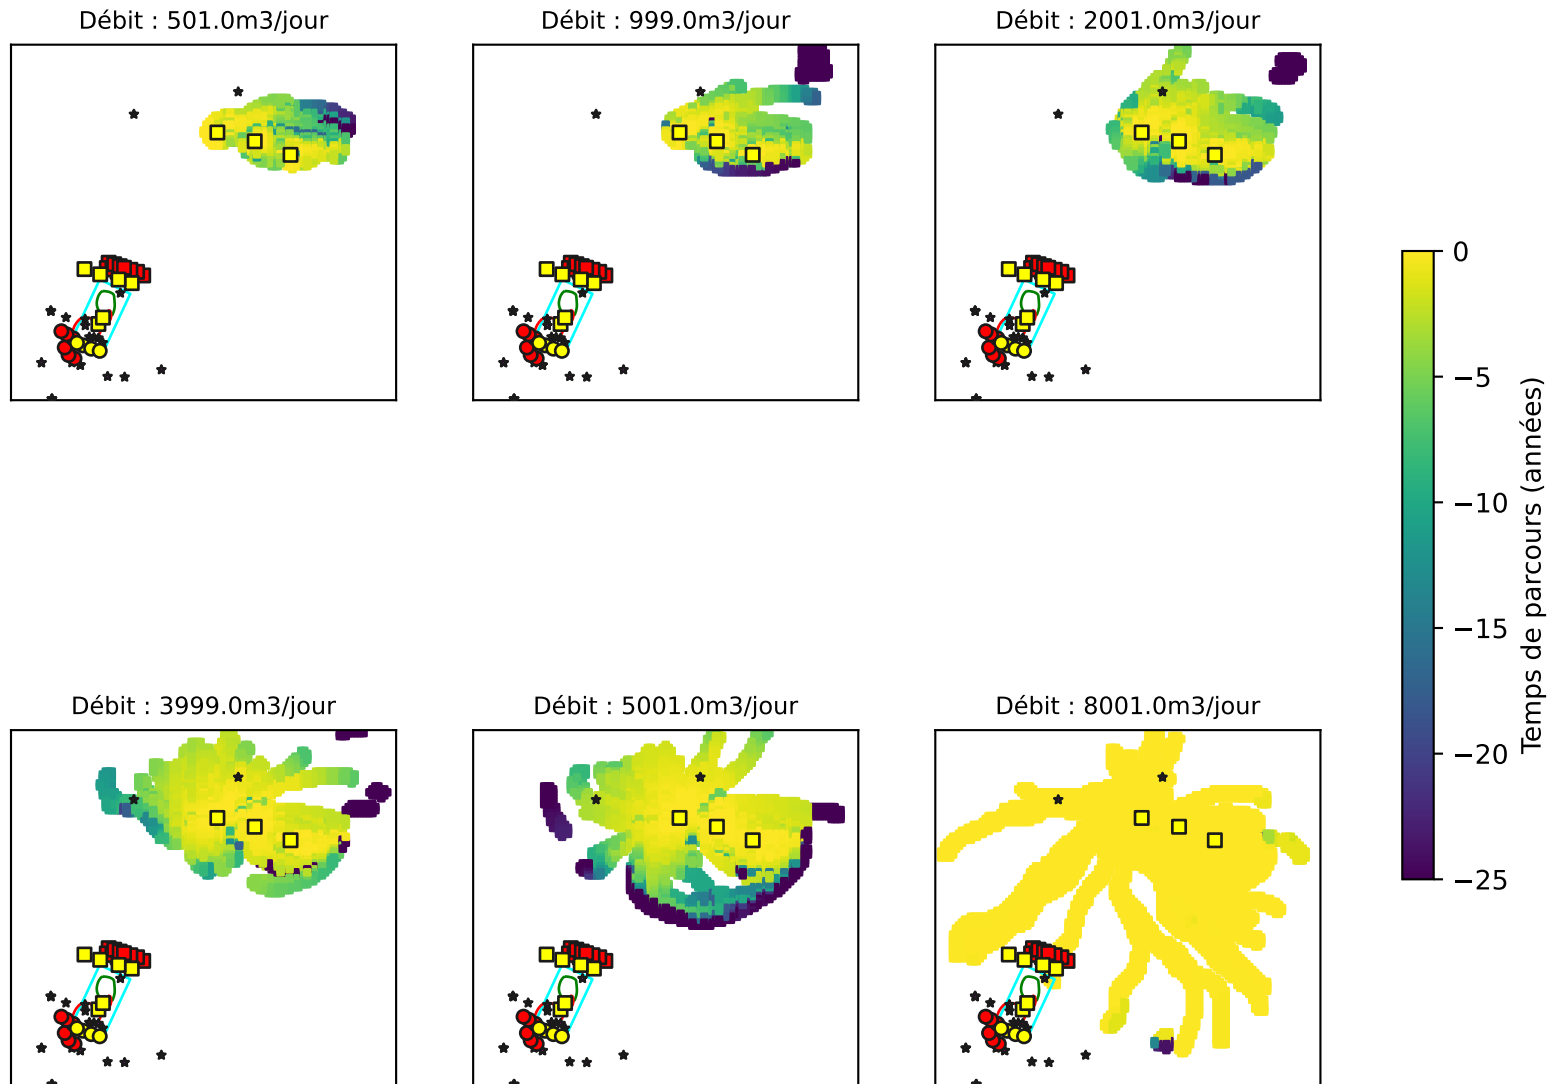 Débit : 501.0m3/jour
Débit : 999.0m3/jour
Débit : 2001.0m3/jour
0
−5
−10
−15
−20
−25
Temps de parcours (années)
Débit : 3999.0m3/jour
Débit : 5001.0m3/jour
Débit : 8001.0m3/jour